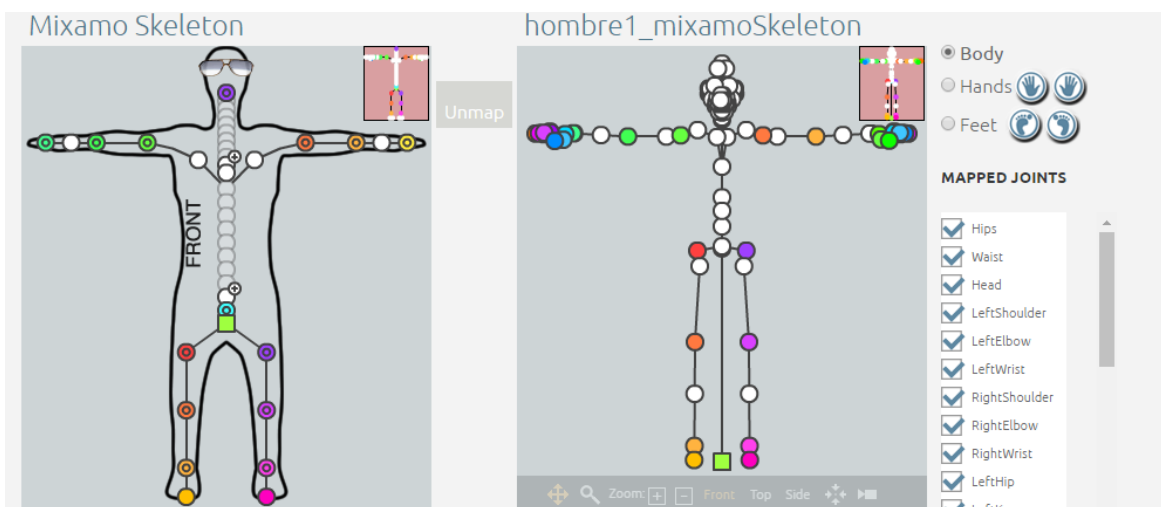 Mixamo Skeleton
hombre1_mixamoSkeleton
Unmap
FRONT
Body
Hands
Feet
MAPPED JOINTS
Hips
Waist
Head
LeftShoulder
LeftElbow
LeftWrist
RightShoulder
RightElbow
RightWrist
LeftHip
Zoom: + - Front Top Side